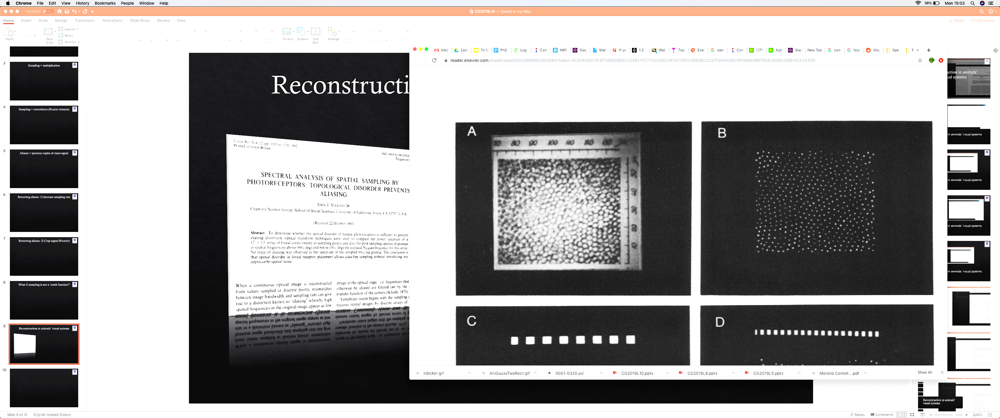 Chrome File Edit View History Bookmarks People Window Help
38% Mon 15:03
AutoSave OFF
CG2019L14 — Saved to my Mac
Home Insert Draw Design Transitions Animations Slide Show Review View
Share Comments
Paste
New Slide
Layout
Reset
Section
Picture Shapes Text Box Arrange
3
Sampling = multiplication
4
Sampling = convolution (Fourier domain)
5
Aliases = spurious copies of main signal
6
Removing aliases: 1) Increase sampling rate
7
Removing aliases: 2) Crop signal (Fourier)
8
What if sampling is not a 'comb function'?
9
Reconstruction in animals' visual systems
10
Reconstructi
Vision Res. Vol. 22, pp. 1205 to 1210, 1982
Printed in Great Britain
Pergamon
SPECTRAL ANALYSIS OF SPATIAL SAMPLING BY
PHOTORECEPTORS: TOPOLOGICAL DISORDER PREVENTS
ALIASING
JOHN I. YELLOTT JR
Cognitive Science Group, School of Social Sciences, University of California, Irvine, CA 92717, U.S.A.
(Received 22 October 1981)
Abstract—To determine whether the spatial disorder of human photoreceptors is sufficient to prevent
aliasing distortion, optical transform techniques were used to compute the power spectrum of a
12 × 13 array of foveal cones treated as sampling points and also the post-sampling spectra of gratings
at spatial frequencies above (80 c/deg) and below (30 c/deg) the nominal Nyquist frequency for this array.
No trace of aliasing was observed in the spectrum of the sampled 80 c/deg grating. The conclusion is
that spatial disorder in foveal receptor placement allows alias-free sampling without introducing any
appreciable spatial noise
When a continuous optical image is reconstructed
from values sampled at discrete points, mismatches
between image bandwidth and sampling rate can give
rise to a distortion known as "aliasing" whereby high
spatial frequencies in the original image appear as low
image at the optical stage i.e. frequencies that
otherwise be aliased are filtered out by the
transfer function of the camera (Schade, 1975).
Vertebrate vision begins with the sampling
tinuous retinal images by discrete arrays of
Inbo Lect To S PhD Log Com INFI Slac Mari If yo 1.2. Welc Top Ever sam Con [171 Auto Slac New Tab con four Visu Spe
reader.elsevier.com/reader/sd/pii/0042698982900864?token=4C81948073C81106EE6B5C3258177C7722C6EC397AF1DE576909CCD37F04A10657BFB66D9BFE63E2EE8CDBB102A237DD
A
80 90 100 110 120 130
B
C
D
Ir8nXer.gif AniGaussTwoRect.gif 0001-0320.avi CG2019L10.pptx CG2019L8.pptx CG2019L5.pptx Moreno Comell....pdf Show All
uction in animals'
ual systems
in animals' visual systems
in animals' visual systems
in animals' visual systems
in animals' visual systems
Reconstruction in animals'
visual systems
Slide 9 of 10 English (United States)
Notes Comments 224%